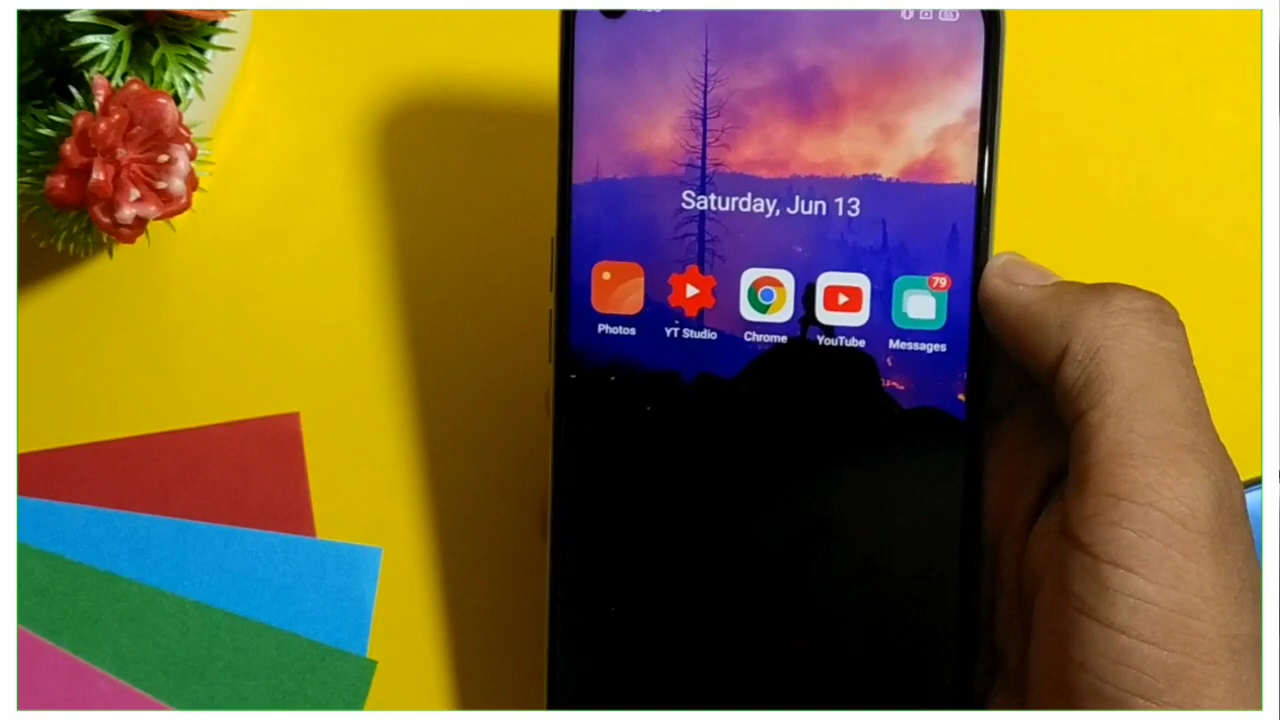 Saturday, Jun 13
79
Photos
YT Studio
Chrome
YouTube
Messages